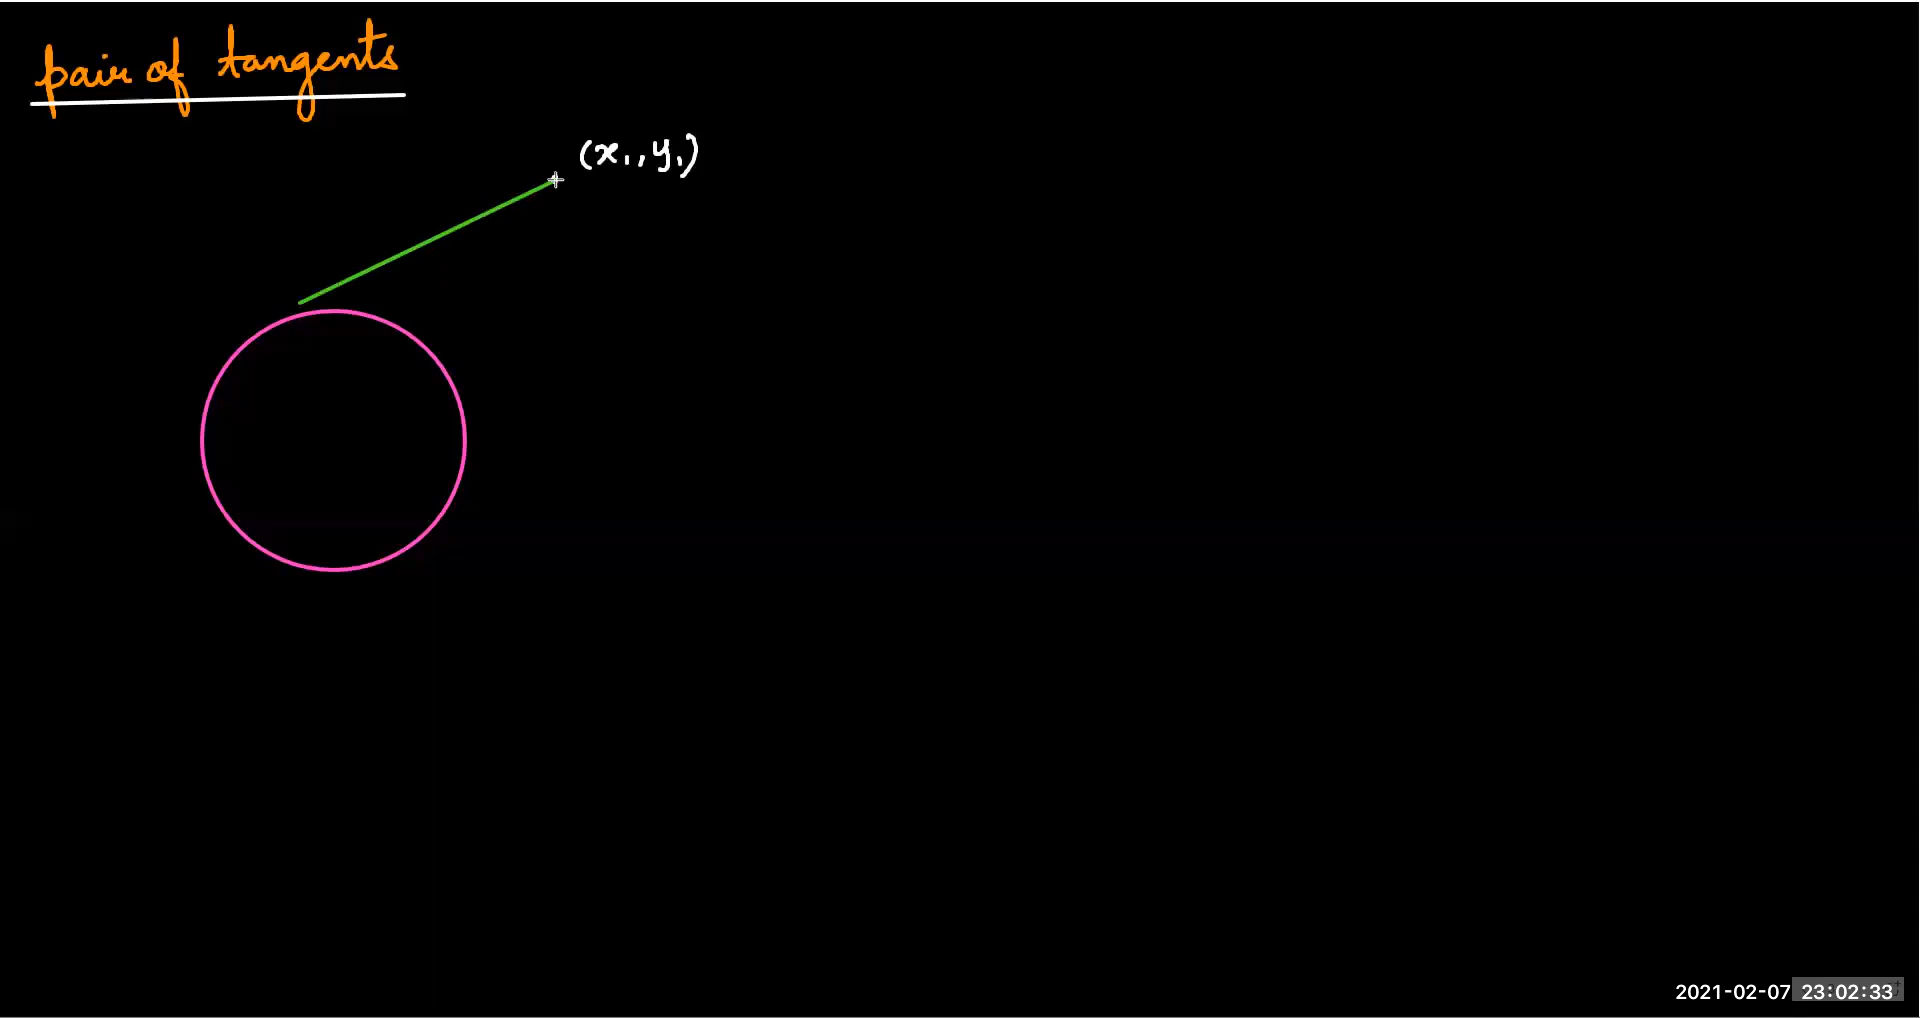 pair of tangents
(x₁, y₁)
2021-02-07 23:02:33